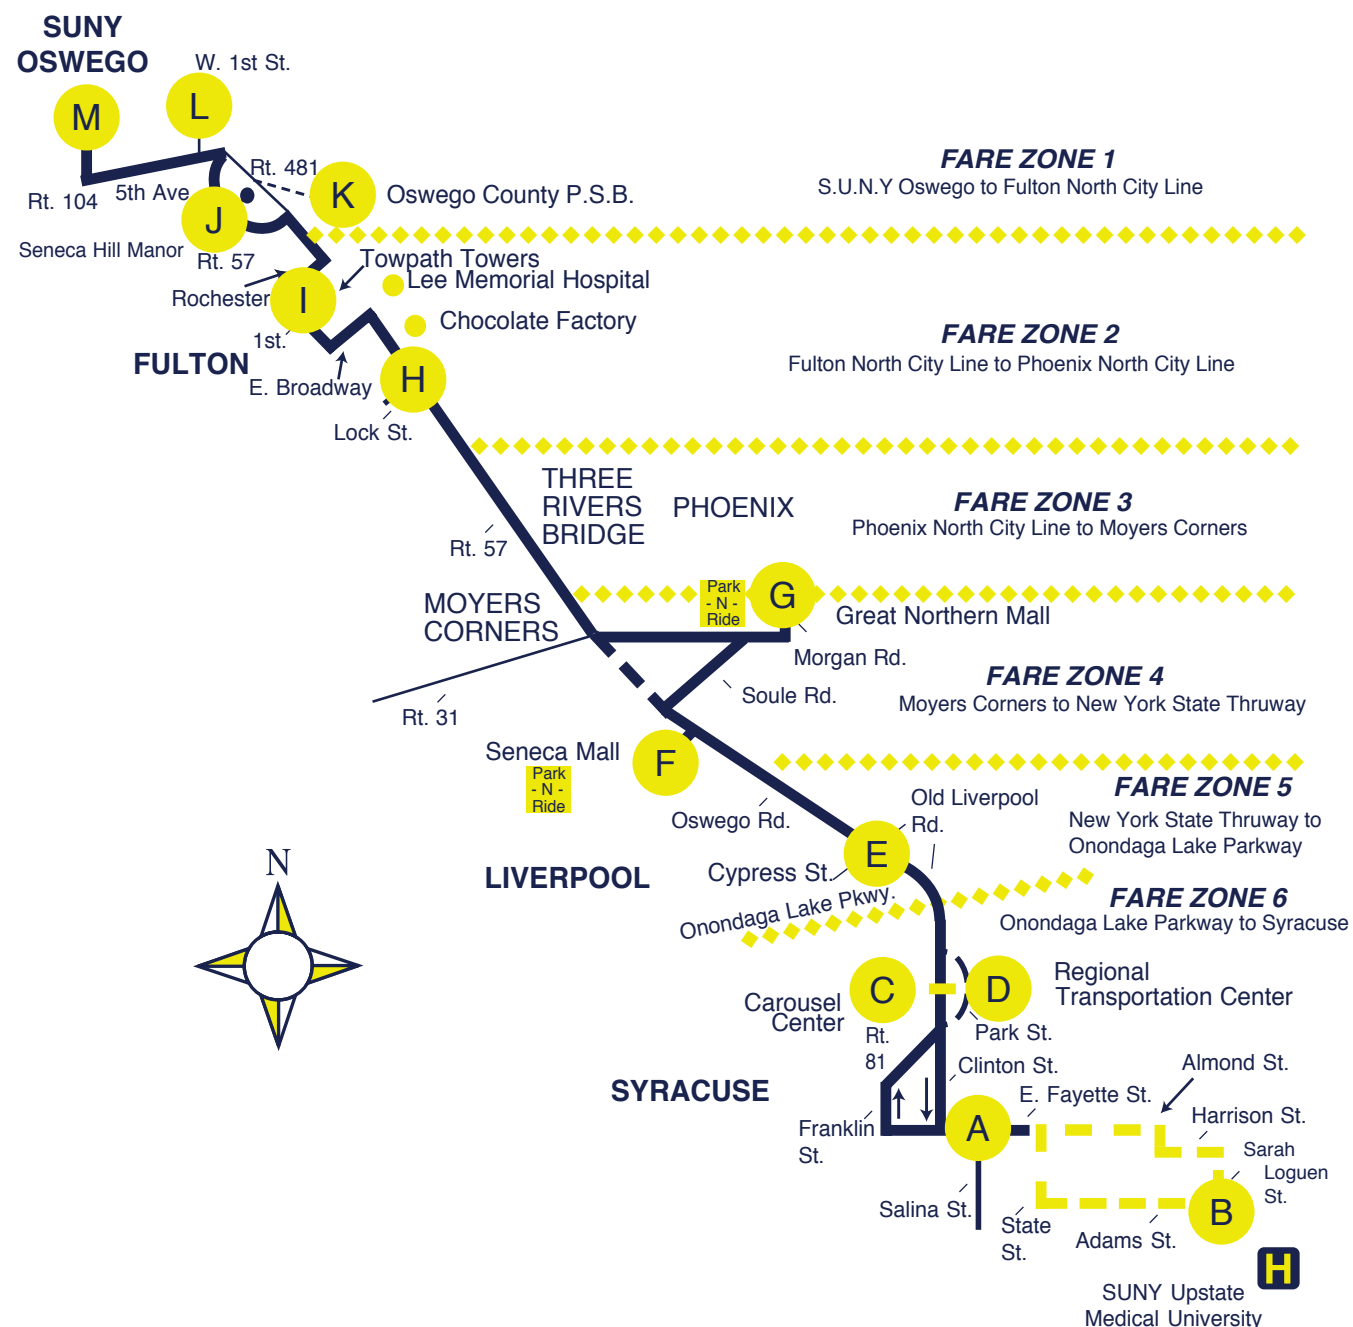 SUNY
OSWEGO
W. 1st St.
M
L
Rt. 481
K
Oswego County P.S.B.
Rt. 104
5th Ave
J
Seneca Hill Manor
Rt. 57
FARE ZONE 1
S.U.N.Y Oswego to Fulton North City Line
Towpath Towers
Lee Memorial Hospital
Rochester
I
Chocolate Factory
1st.
FULTON
E. Broadway
H
Lock St.
FARE ZONE 2
Fulton North City Line to Phoenix North City Line
THREE
RIVERS
BRIDGE
PHOENIX
Rt. 57
FARE ZONE 3
Phoenix North City Line to Moyers Corners
MOYERS
CORNERS
Park
- N -
Ride
G
Great Northern Mall
Morgan Rd.
Soule Rd.
Rt. 31
FARE ZONE 4
Moyers Corners to New York State Thruway
Seneca Mall
Park
- N -
Ride
F
Oswego Rd.
Old Liverpool
Rd.
FARE ZONE 5
New York State Thruway to
Onondaga Lake Parkway
E
Cypress St.
LIVERPOOL
Onondaga Lake Pkwy.
FARE ZONE 6
Onondaga Lake Parkway to Syracuse
N
C
D
Carousel
Center
Regional
Transportation Center
Rt.
81
Park St.
SYRACUSE
Clinton St.
Almond St.
E. Fayette St.
Harrison St.
Franklin
St.
A
Sarah
Loguen
St.
Salina St.
State
St.
Adams St.
B
H
SUNY Upstate
Medical University